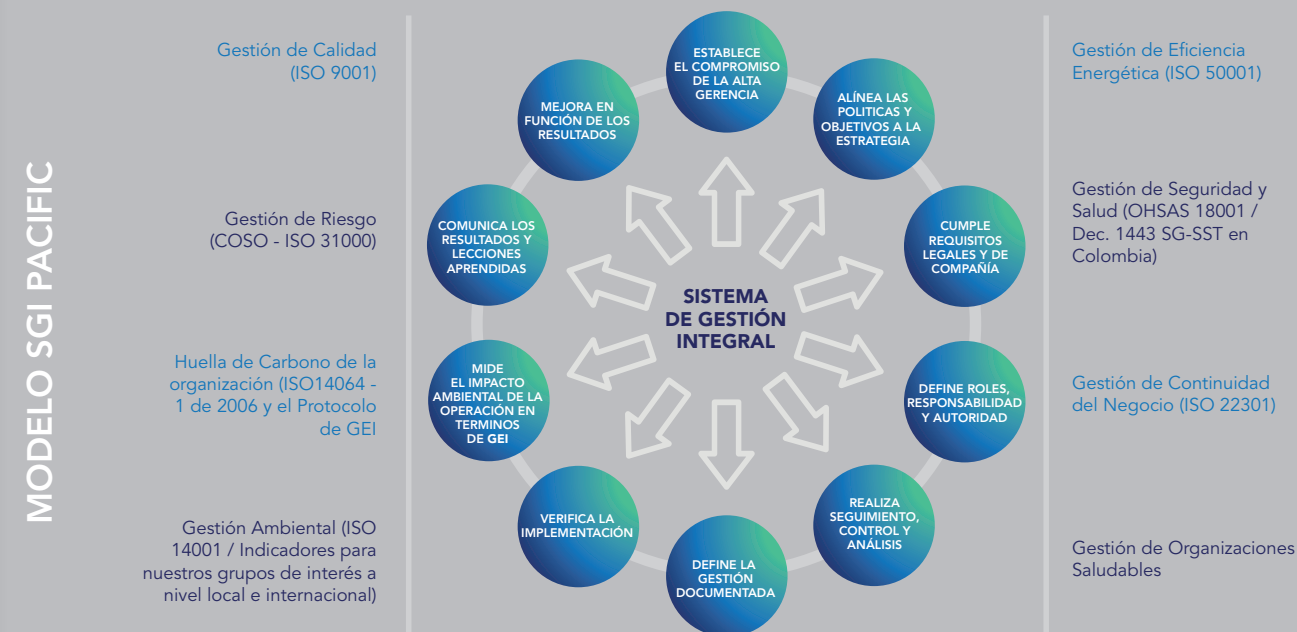 MODELO SGI PACIFIC
Gestión de Calidad
(ISO 9001)
Gestión de Riesgo
(COSO - ISO 31000)
Huella de Carbono de la
organización (ISO14064 -
1 de 2006 y el Protocolo
de GEI
Gestión Ambiental (ISO
14001 / Indicadores para
nuestros grupos de interés a
nivel local e internacional)
ESTABLECE
EL COMPROMISO
DE LA ALTA
GERENCIA
ALÍNEA LAS
POLITICAS Y
OBJETIVOS A LA
ESTRATEGIA
CUMPLE
REQUISITOS
LEGALES Y DE
COMPAÑÍA
DEFINE ROLES,
RESPONSABILIDAD
Y AUTORIDAD
REALIZA
SEGUIMIENTO,
CONTROL Y
ANÁLISIS
DEFINE LA
GESTIÓN
DOCUMENTADA
VERIFICA LA
IMPLEMENTACIÓN
MIDE
EL IMPACTO
AMBIENTAL DE LA
OPERACIÓN EN
TERMINOS
DE GEI
COMUNICA LOS
RESULTADOS Y
LECCIONES
APRENDIDAS
MEJORA EN
FUNCIÓN DE LOS
RESULTADOS
SISTEMA
DE GESTIÓN
INTEGRAL
Gestión de Eficiencia
Energética (ISO 50001)
Gestión de Seguridad y
Salud (OHSAS 18001 /
Dec. 1443 SG-SST en
Colombia)
Gestión de Continuidad
del Negocio (ISO 22301)
Gestión de Organizaciones
Saludables